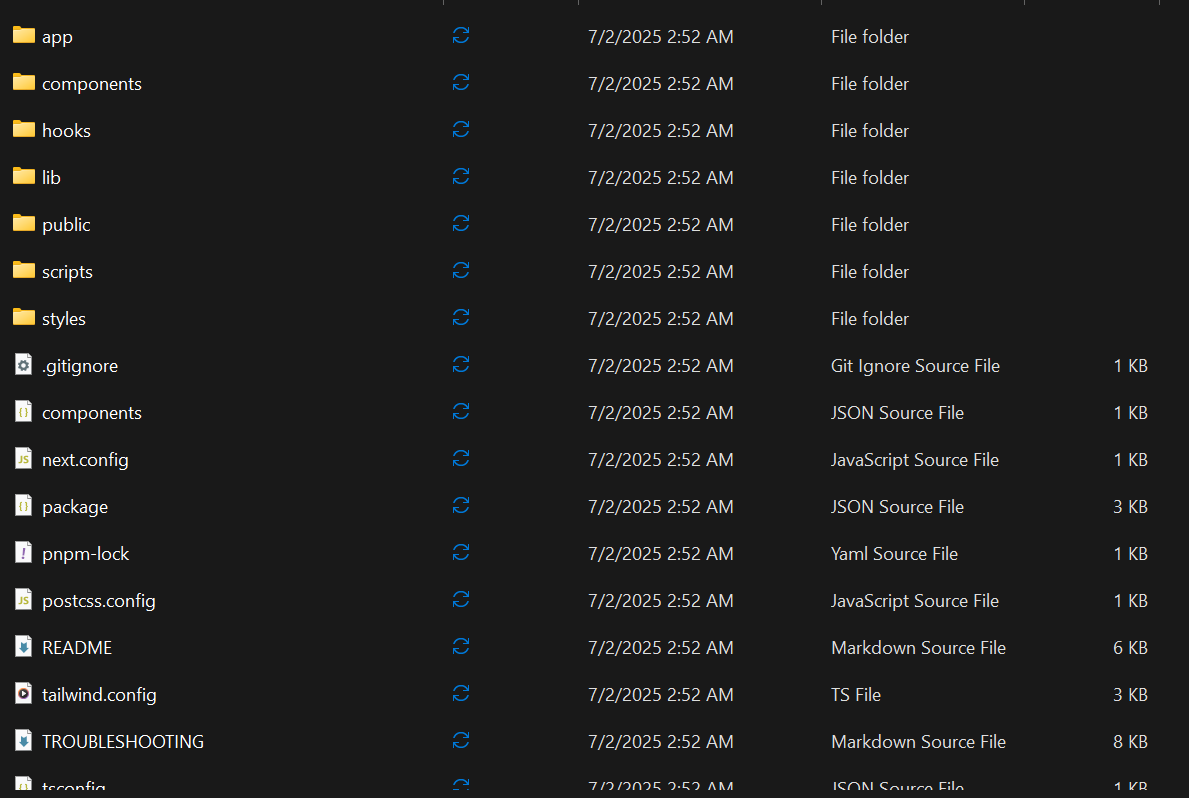 app 7/2/2025 2:52 AM File folder
components 7/2/2025 2:52 AM File folder
hooks 7/2/2025 2:52 AM File folder
lib 7/2/2025 2:52 AM File folder
public 7/2/2025 2:52 AM File folder
scripts 7/2/2025 2:52 AM File folder
styles 7/2/2025 2:52 AM File folder
.gitignore 7/2/2025 2:52 AM Git Ignore Source File 1 KB
components 7/2/2025 2:52 AM JSON Source File 1 KB
next.config 7/2/2025 2:52 AM JavaScript Source File 1 KB
package 7/2/2025 2:52 AM JSON Source File 3 KB
pnpm-lock 7/2/2025 2:52 AM Yaml Source File 1 KB
postcss.config 7/2/2025 2:52 AM JavaScript Source File 1 KB
README 7/2/2025 2:52 AM Markdown Source File 6 KB
tailwind.config 7/2/2025 2:52 AM TS File 3 KB
TROUBLESHOOTING 7/2/2025 2:52 AM Markdown Source File 8 KB
tsconfig 7/2/2025 2:52 AM JSON Source File 1 KB